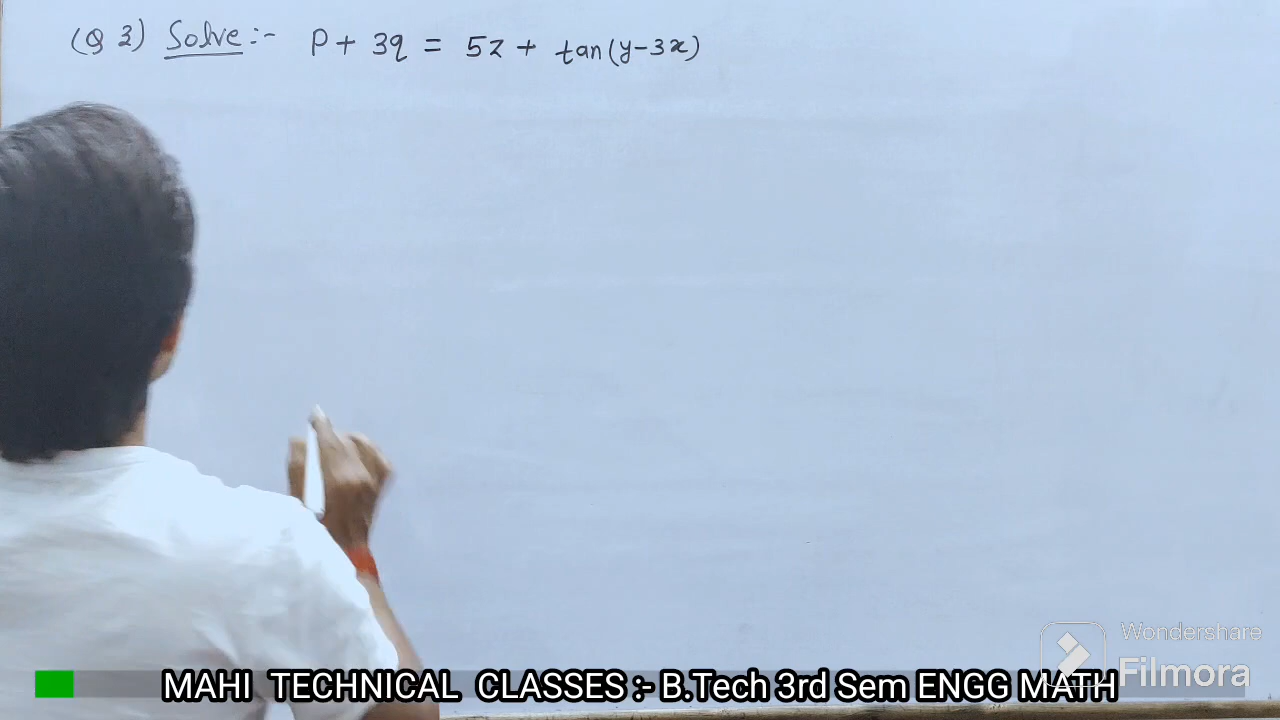 (Q 3) Solve :- p + 3q = 5z + tan(y-3x)
Wondershare
Filmora
MAHI TECHNICAL CLASSES :- B.Tech 3rd Sem ENGG MATH